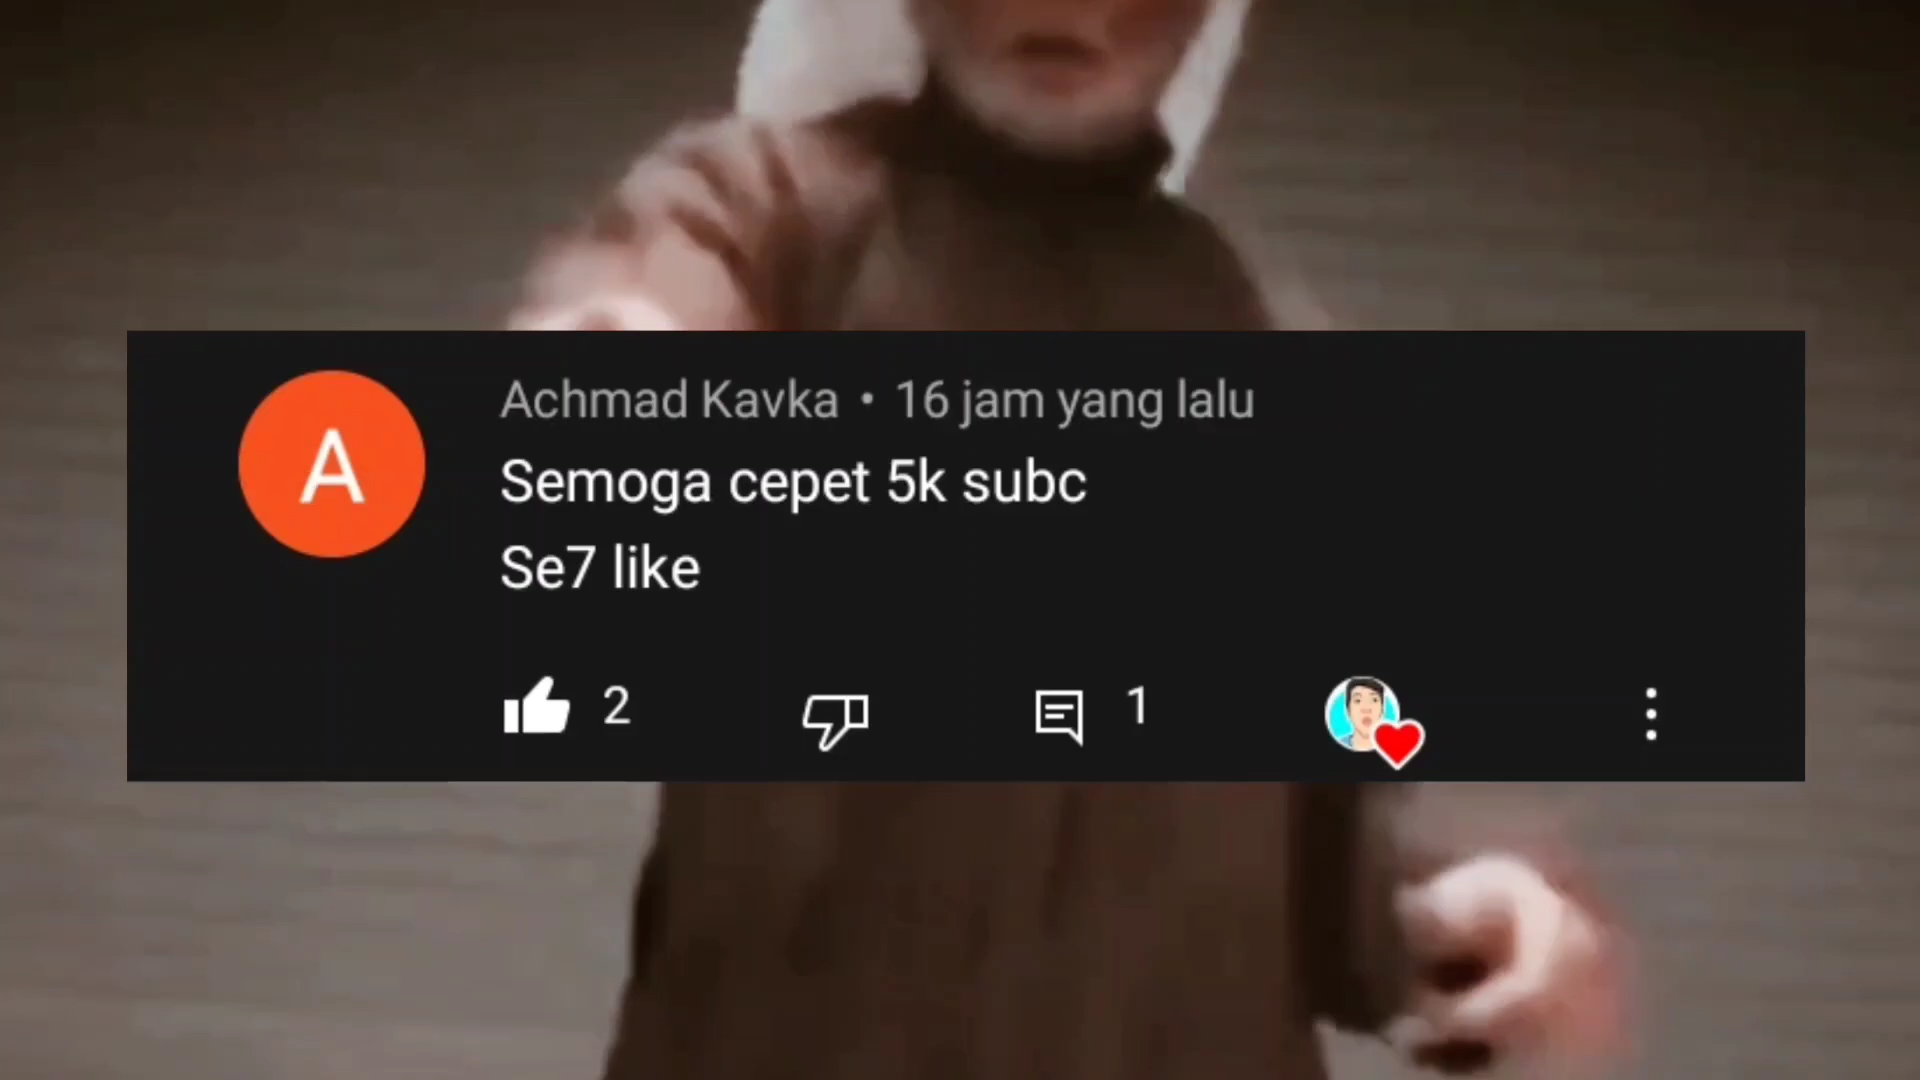 A
Achmad Kavka • 16 jam yang lalu
Semoga cepet 5k subc
Se7 like
2
1